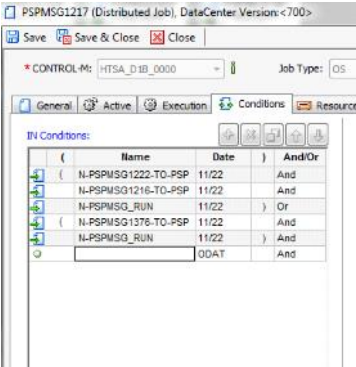 PSPMSG1217 (Distributed Job), DataCenter Version:<700>
Save Save & Close Close
* CONTROL-M: HTSA_D1B_0000 Job Type: OS
General Active Execution Conditions Resource
IN Conditions:
( Name Date ) And/Or
( N-PSPMSG1222-TO-PSP 11/22 And
N-PSPMSG1216-TO-PSP 11/22 And
N-PSPMSG_RUN 11/22 ) Or
( N-PSPMSG1376-TO-PSP 11/22 And
N-PSPMSG_RUN 11/22 ) And
ODAT And